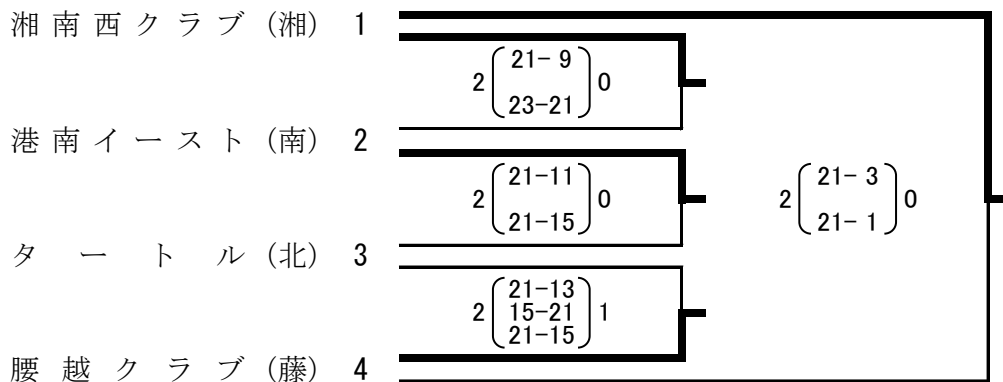 湘南西クラブ (湘) 1
2 21- 9 0
23-21
港南イースト (南) 2
2 21-11 0
21-15
2 21- 3 0
21- 1
タートル (北) 3
2 21-13 1
15-21
21-15
腰越クラブ (藤) 4